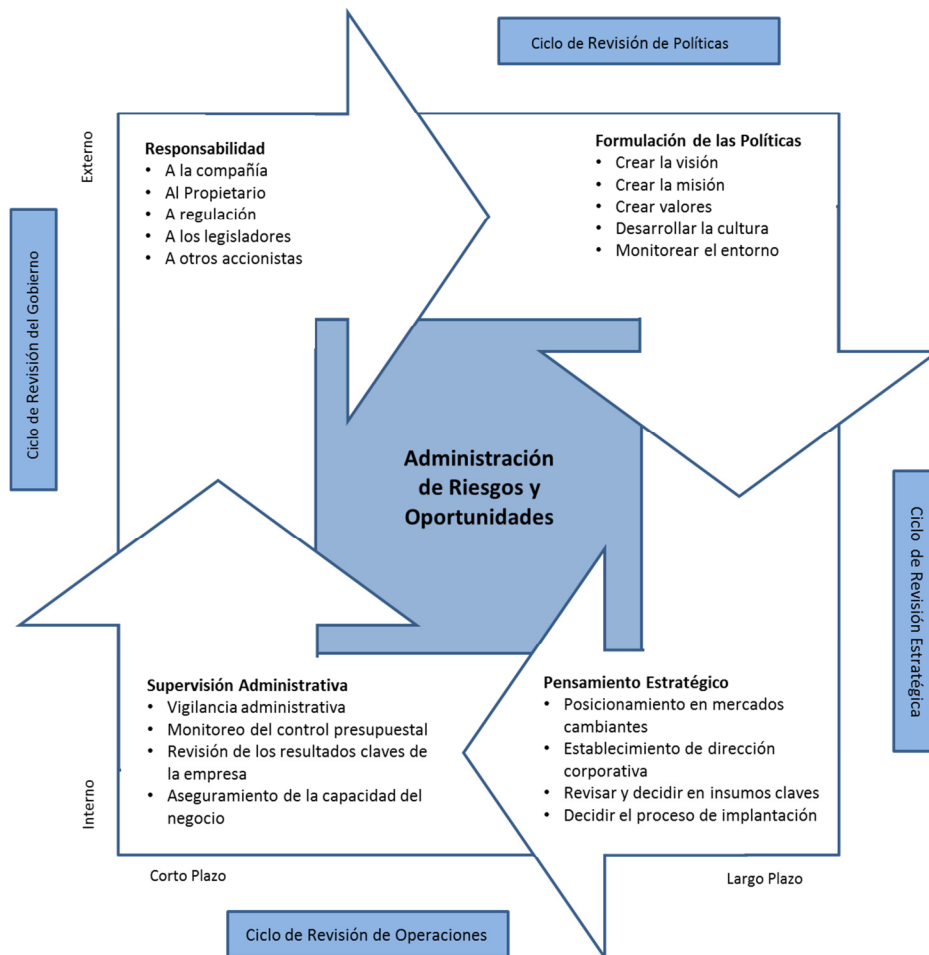 Ciclo de Revisión de Políticas
Externo
Responsabilidad
• A la compañía
• Al Propietario
• A regulación
• A los legisladores
• A otros accionistas
Formulación de las Políticas
• Crear la visión
• Crear la misión
• Crear valores
• Desarrollar la cultura
• Monitorear el entorno
Ciclo de Revisión del Gobierno
Administración
de Riesgos y
Oportunidades
Ciclo de Revisión Estratégica
Supervisión Administrativa
• Vigilancia administrativa
• Monitoreo del control presupuestal
• Revisión de los resultados claves de
la empresa
• Aseguramiento de la capacidad del
negocio
Pensamiento Estratégico
• Posicionamiento en mercados
cambiantes
• Establecimiento de dirección
corporativa
• Revisar y decidir en insumos claves
• Decidir el proceso de implantación
Interno
Corto Plazo
Largo Plazo
Ciclo de Revisión de Operaciones